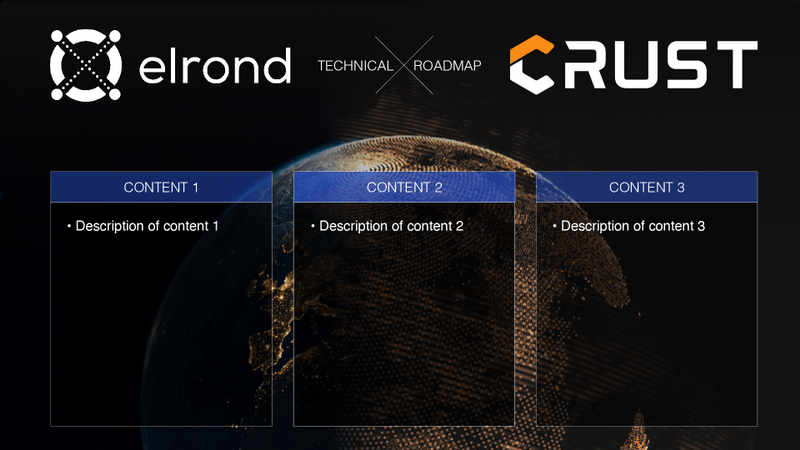 elrond
TECHNICAL ROADMAP
CRUST
CONTENT 1
• Description of content 1
CONTENT 2
• Description of content 2
CONTENT 3
• Description of content 3